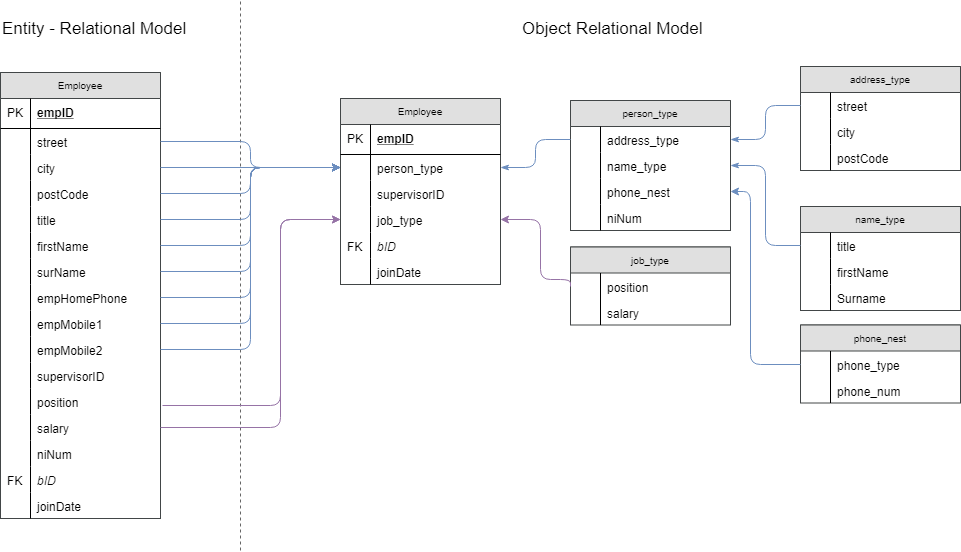 Entity - Relational Model
Employee
PK empID
street
city
postCode
title
firstName
surName
empHomePhone
empMobile1
empMobile2
supervisorID
position
salary
niNum
FK bID
joinDate
Object Relational Model
Employee
PK empID
person_type
supervisorID
job_type
FK bID
joinDate
person_type
address_type
name_type
phone_nest
niNum
job_type
position
salary
address_type
street
city
postCode
name_type
title
firstName
Surname
phone_nest
phone_type
phone_num